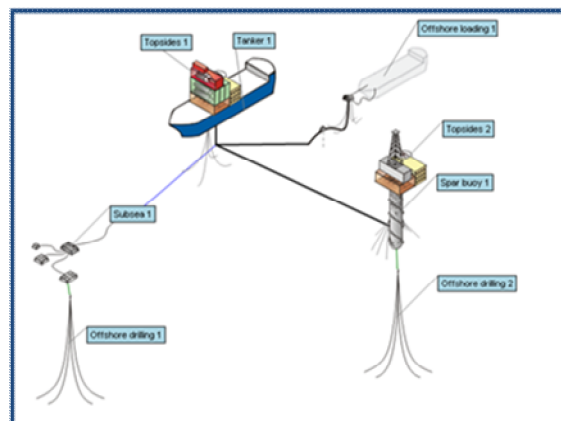 Offshore loading 1
Topsides 1
Tanker 1
Topsides 2
Spar buoy 1
Subsea 1
Offshore drilling 2
Offshore drilling 1